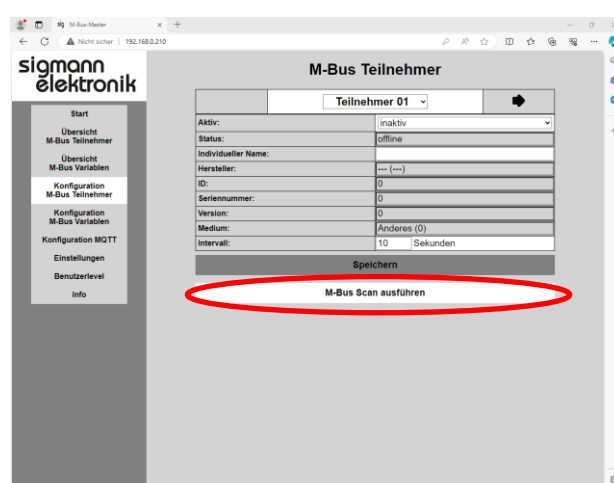 M-Bus-Master
Nicht sicher 192.168.0.210
sigmann
elektronik
Start
Übersicht
M-Bus Teilnehmer
Übersicht
M-Bus Variablen
Konfiguration
M-Bus Teilnehmer
Konfiguration
M-Bus Variablen
Konfiguration MQTT
Einstellungen
Benutzerlevel
Info
M-Bus Teilnehmer
Teilnehmer 01
Aktiv: inaktiv
Status: offline
Individueller Name:
Hersteller: --- (---)
ID: 0
Seriennummer: 0
Version: 0
Medium: Anderes (0)
Intervall: 10 Sekunden
Speichern
M-Bus Scan ausführen